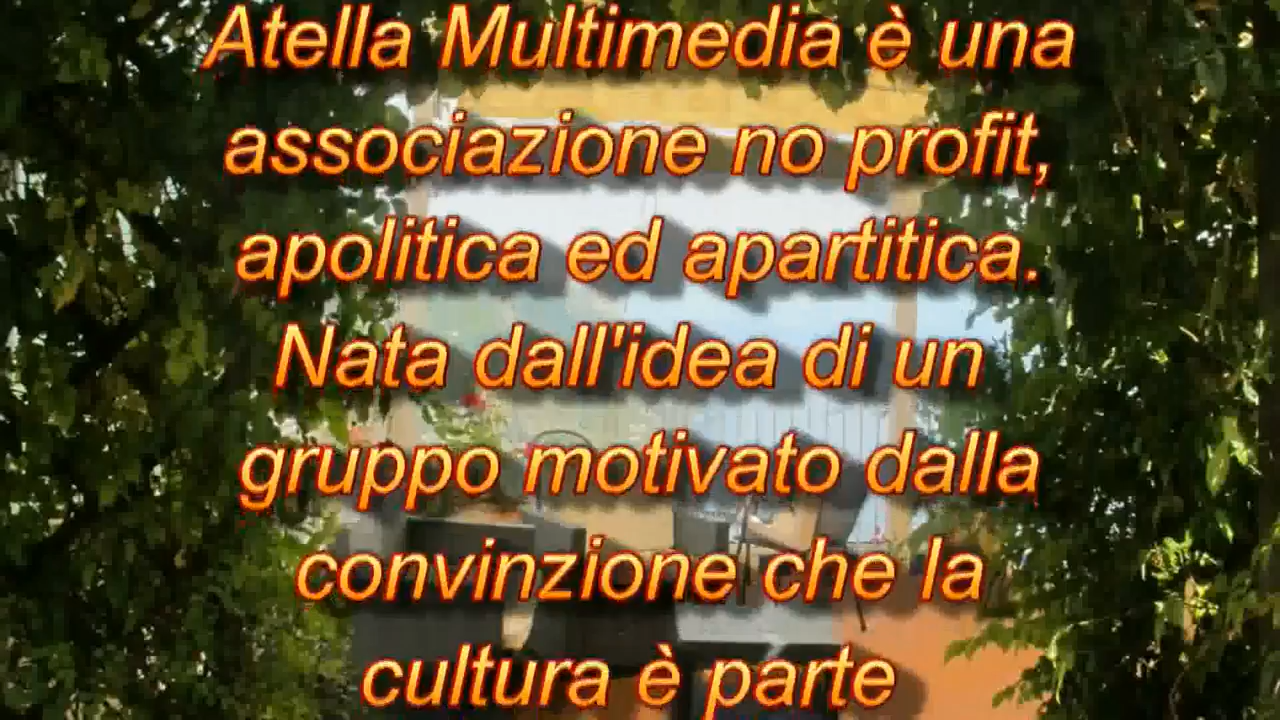 Atella Multimedia è una
associazione no profit,
apolitica ed apartitica.
Nata dall'idea di un
gruppo motivato dalla
convinzione che la
cultura è parte